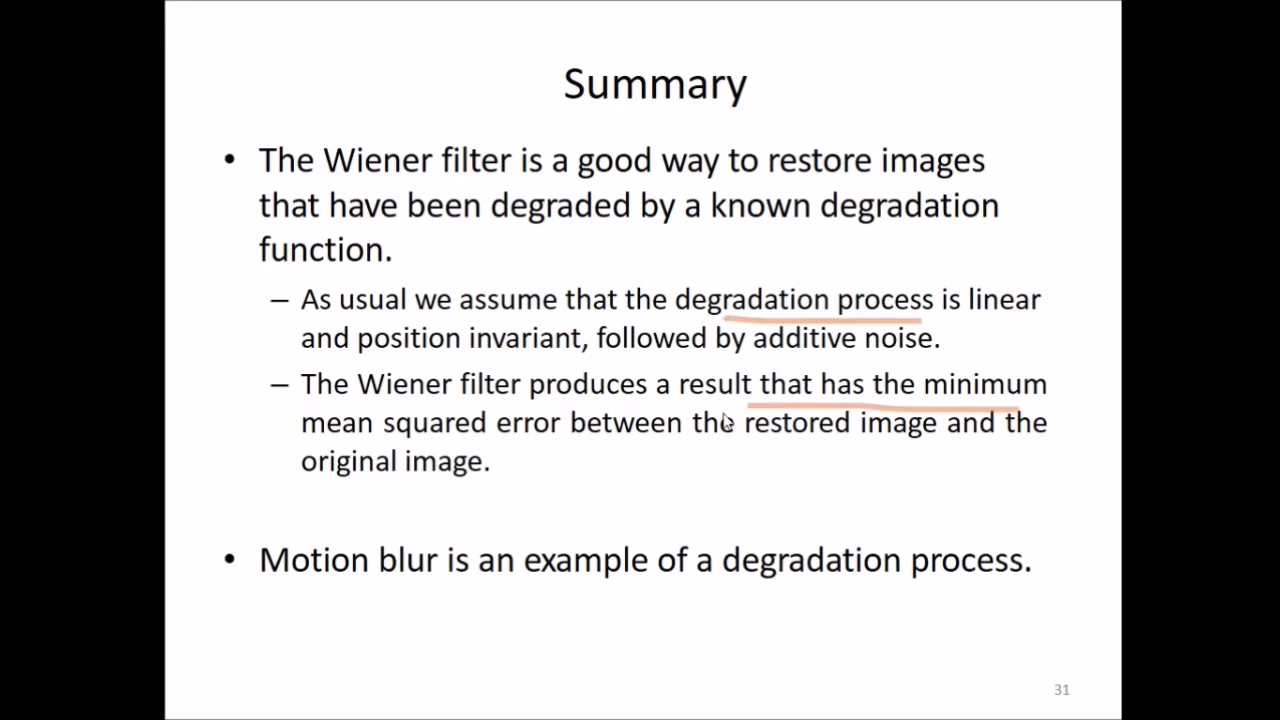 Summary
• The Wiener filter is a good way to restore images
that have been degraded by a known degradation
function.
– As usual we assume that the degradation process is linear
and position invariant, followed by additive noise.
– The Wiener filter produces a result that has the minimum
mean squared error between the restored image and the
original image.
• Motion blur is an example of a degradation process.
31